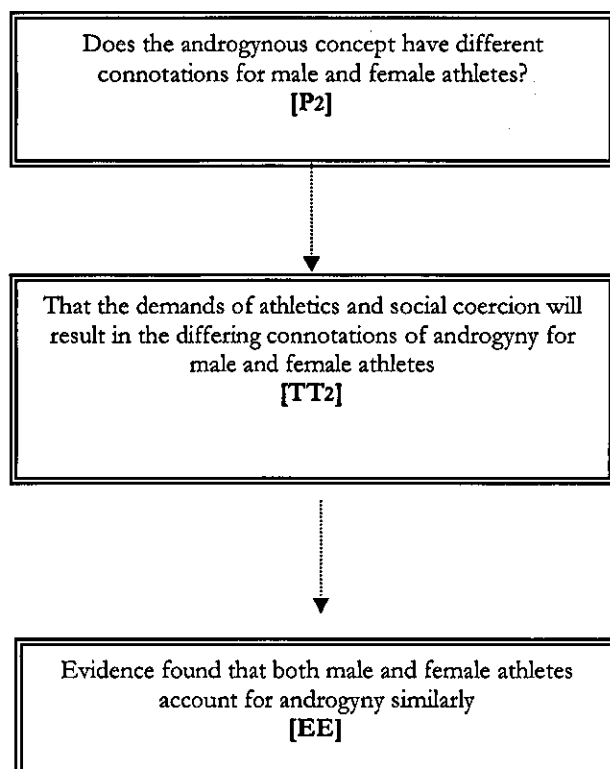 Does the androgynous concept have different
connotations for male and female athletes?
[P2]
That the demands of athletics and social coercion will
result in the differing connotations of androgyny for
male and female athletes
[TT2]
Evidence found that both male and female athletes
account for androgyny similarly
[EE]